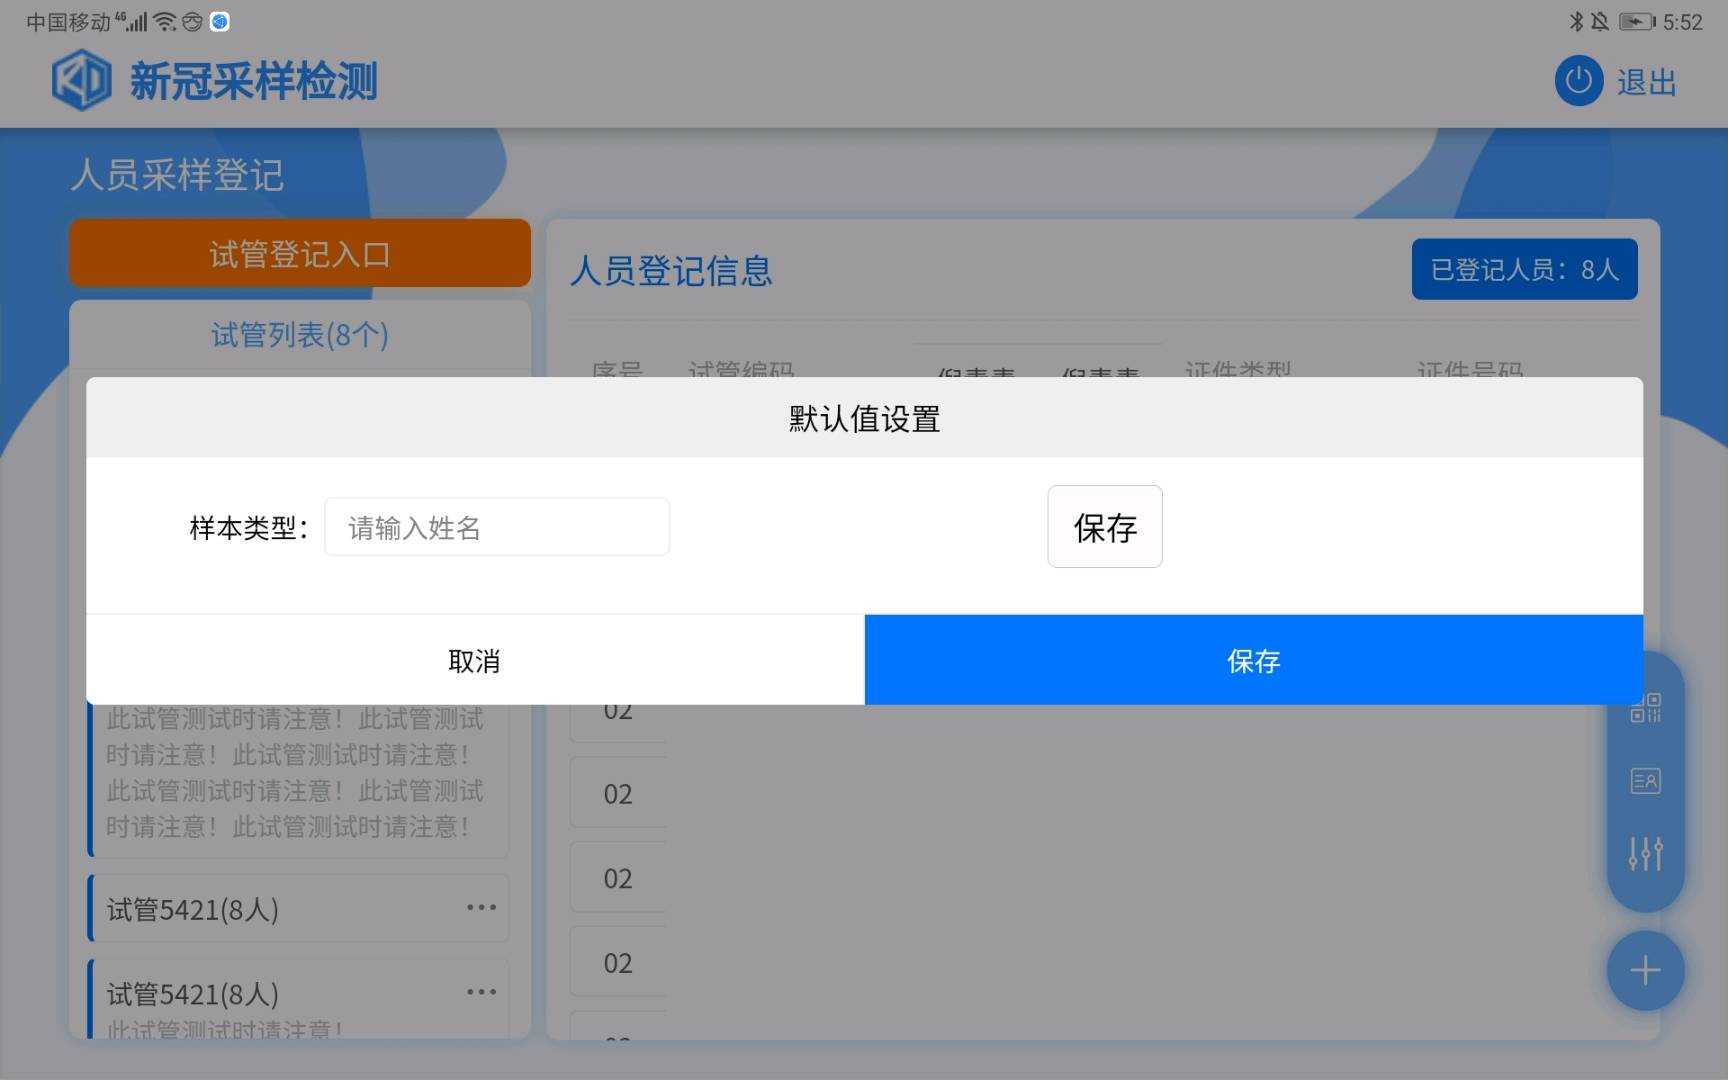 中国移动 4G 5:52
KD 新冠采样检测 退出
人员采样登记
试管登记入口
试管列表(8个)
人员登记信息
已登记人员：8人
序号 试管编码 倪青青 倪青青 证件类型 证件号码
默认值设置
样本类型： 请输入姓名 保存
取消 保存
此试管测试时请注意！此试管测试
时请注意！此试管测试时请注意！
此试管测试时请注意！此试管测试
时请注意！此试管测试时请注意！
试管5421(8人)
试管5421(8人)
此试管测试时请注意！
02
02
02
02
02